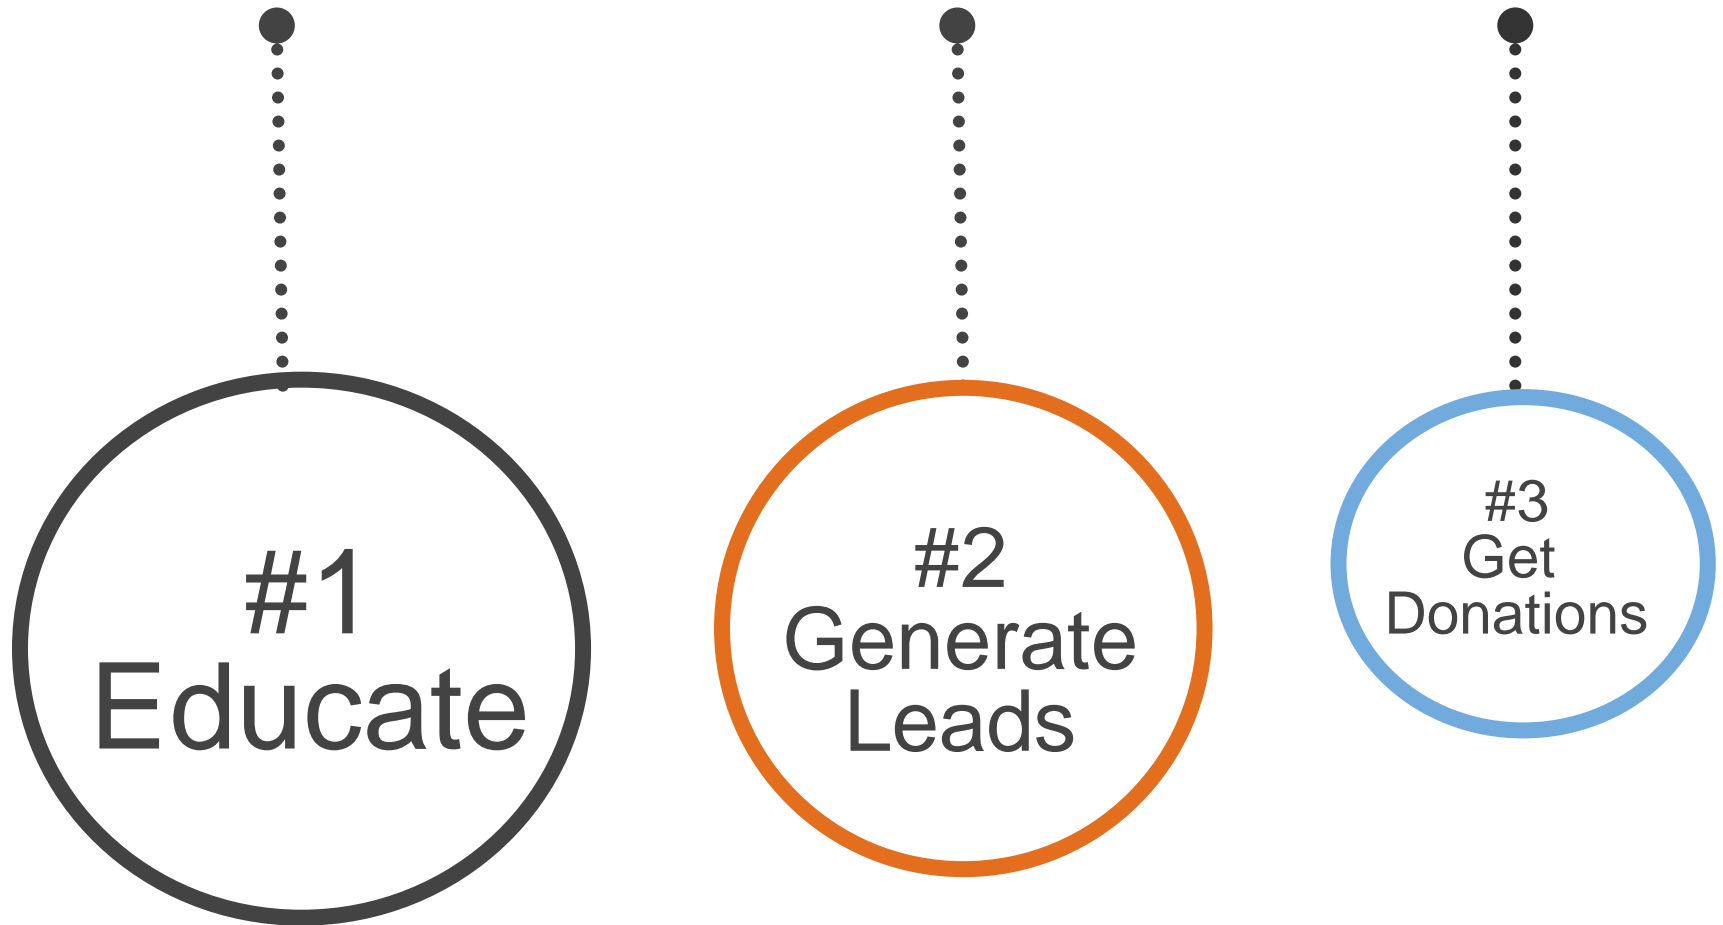 #1
Educate
#2
Generate
Leads
#3
Get
Donations